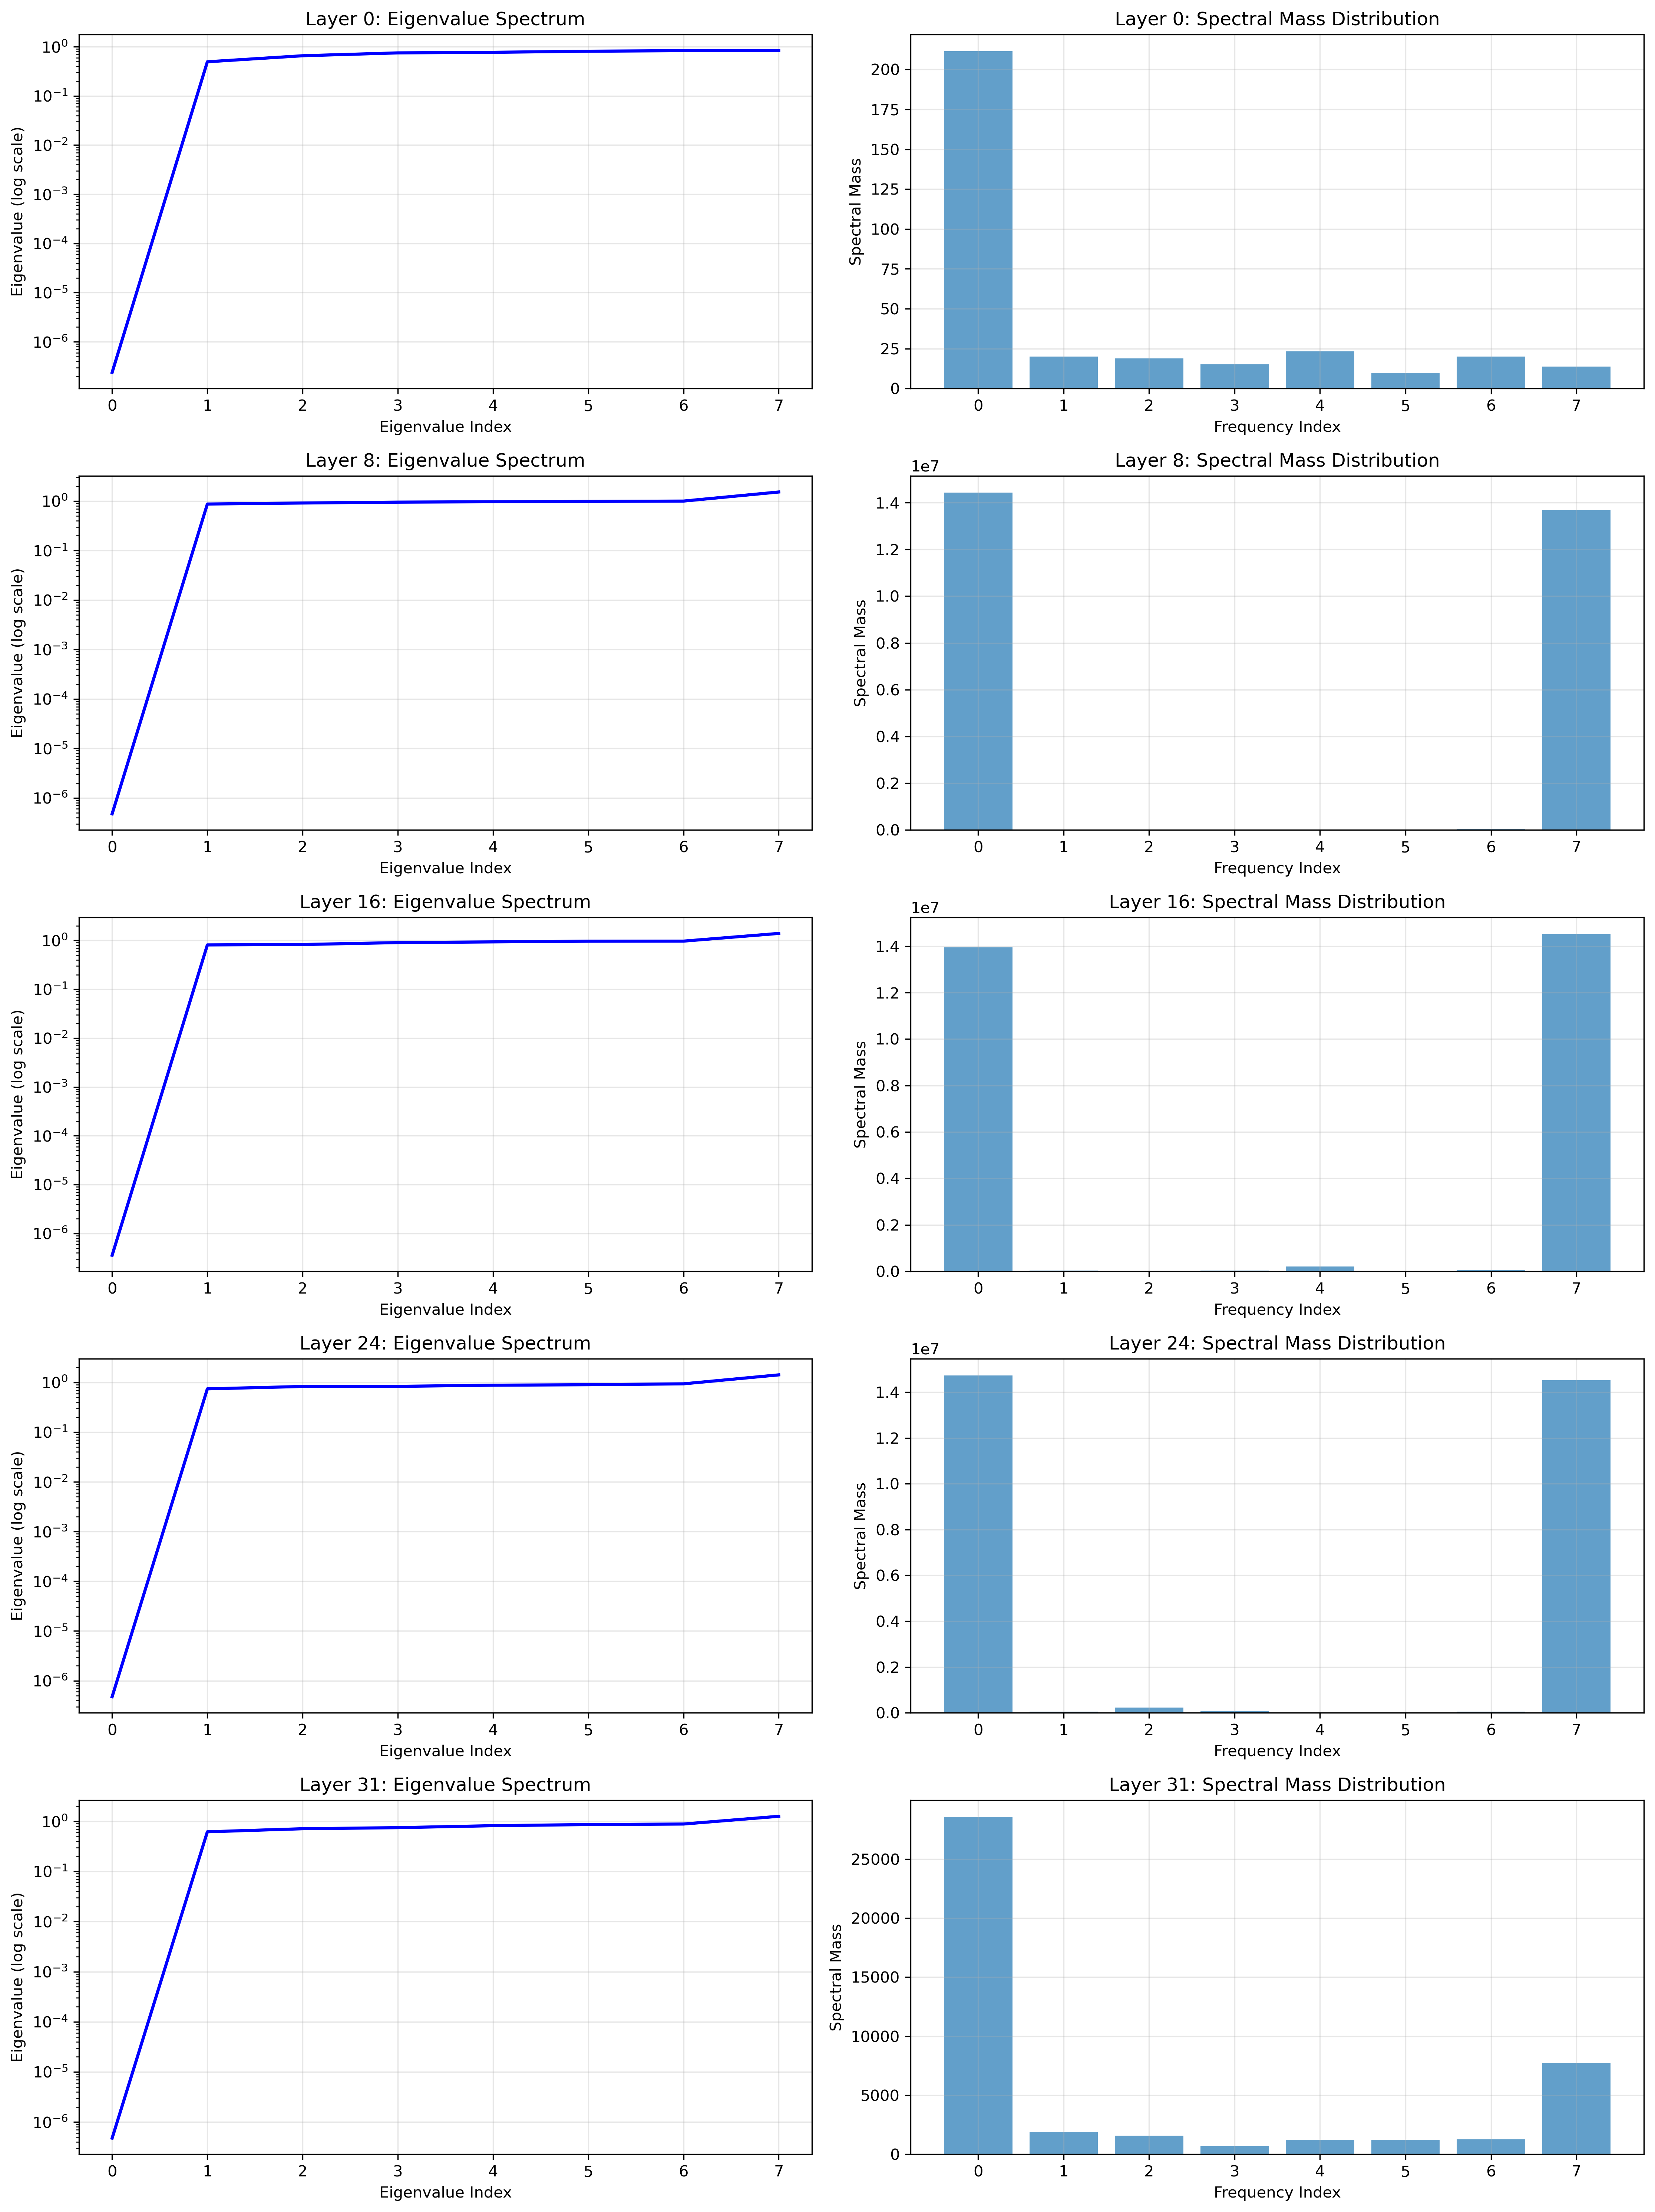 Layer 0: Eigenvalue Spectrum
Eigenvalue (log scale)
10⁰
10⁻¹
10⁻²
10⁻³
10⁻⁴
10⁻⁵
10⁻⁶
0 1 2 3 4 5 6 7
Eigenvalue Index
Layer 0: Spectral Mass Distribution
Spectral Mass
200
175
150
125
100
75
50
25
0
0 1 2 3 4 5 6 7
Frequency Index
Layer 8: Eigenvalue Spectrum
Eigenvalue (log scale)
10⁰
10⁻¹
10⁻²
10⁻³
10⁻⁴
10⁻⁵
10⁻⁶
0 1 2 3 4 5 6 7
Eigenvalue Index
Layer 8: Spectral Mass Distribution
1e7
Spectral Mass
1.4
1.2
1.0
0.8
0.6
0.4
0.2
0.0
0 1 2 3 4 5 6 7
Frequency Index
Layer 16: Eigenvalue Spectrum
Eigenvalue (log scale)
10⁰
10⁻¹
10⁻²
10⁻³
10⁻⁴
10⁻⁵
10⁻⁶
0 1 2 3 4 5 6 7
Eigenvalue Index
Layer 16: Spectral Mass Distribution
1e7
Spectral Mass
1.4
1.2
1.0
0.8
0.6
0.4
0.2
0.0
0 1 2 3 4 5 6 7
Frequency Index
Layer 24: Eigenvalue Spectrum
Eigenvalue (log scale)
10⁰
10⁻¹
10⁻²
10⁻³
10⁻⁴
10⁻⁵
10⁻⁶
0 1 2 3 4 5 6 7
Eigenvalue Index
Layer 24: Spectral Mass Distribution
1e7
Spectral Mass
1.4
1.2
1.0
0.8
0.6
0.4
0.2
0.0
0 1 2 3 4 5 6 7
Frequency Index
Layer 31: Eigenvalue Spectrum
Eigenvalue (log scale)
10⁰
10⁻¹
10⁻²
10⁻³
10⁻⁴
10⁻⁵
10⁻⁶
0 1 2 3 4 5 6 7
Eigenvalue Index
Layer 31: Spectral Mass Distribution
Spectral Mass
25000
20000
15000
10000
5000
0
0 1 2 3 4 5 6 7
Frequency Index